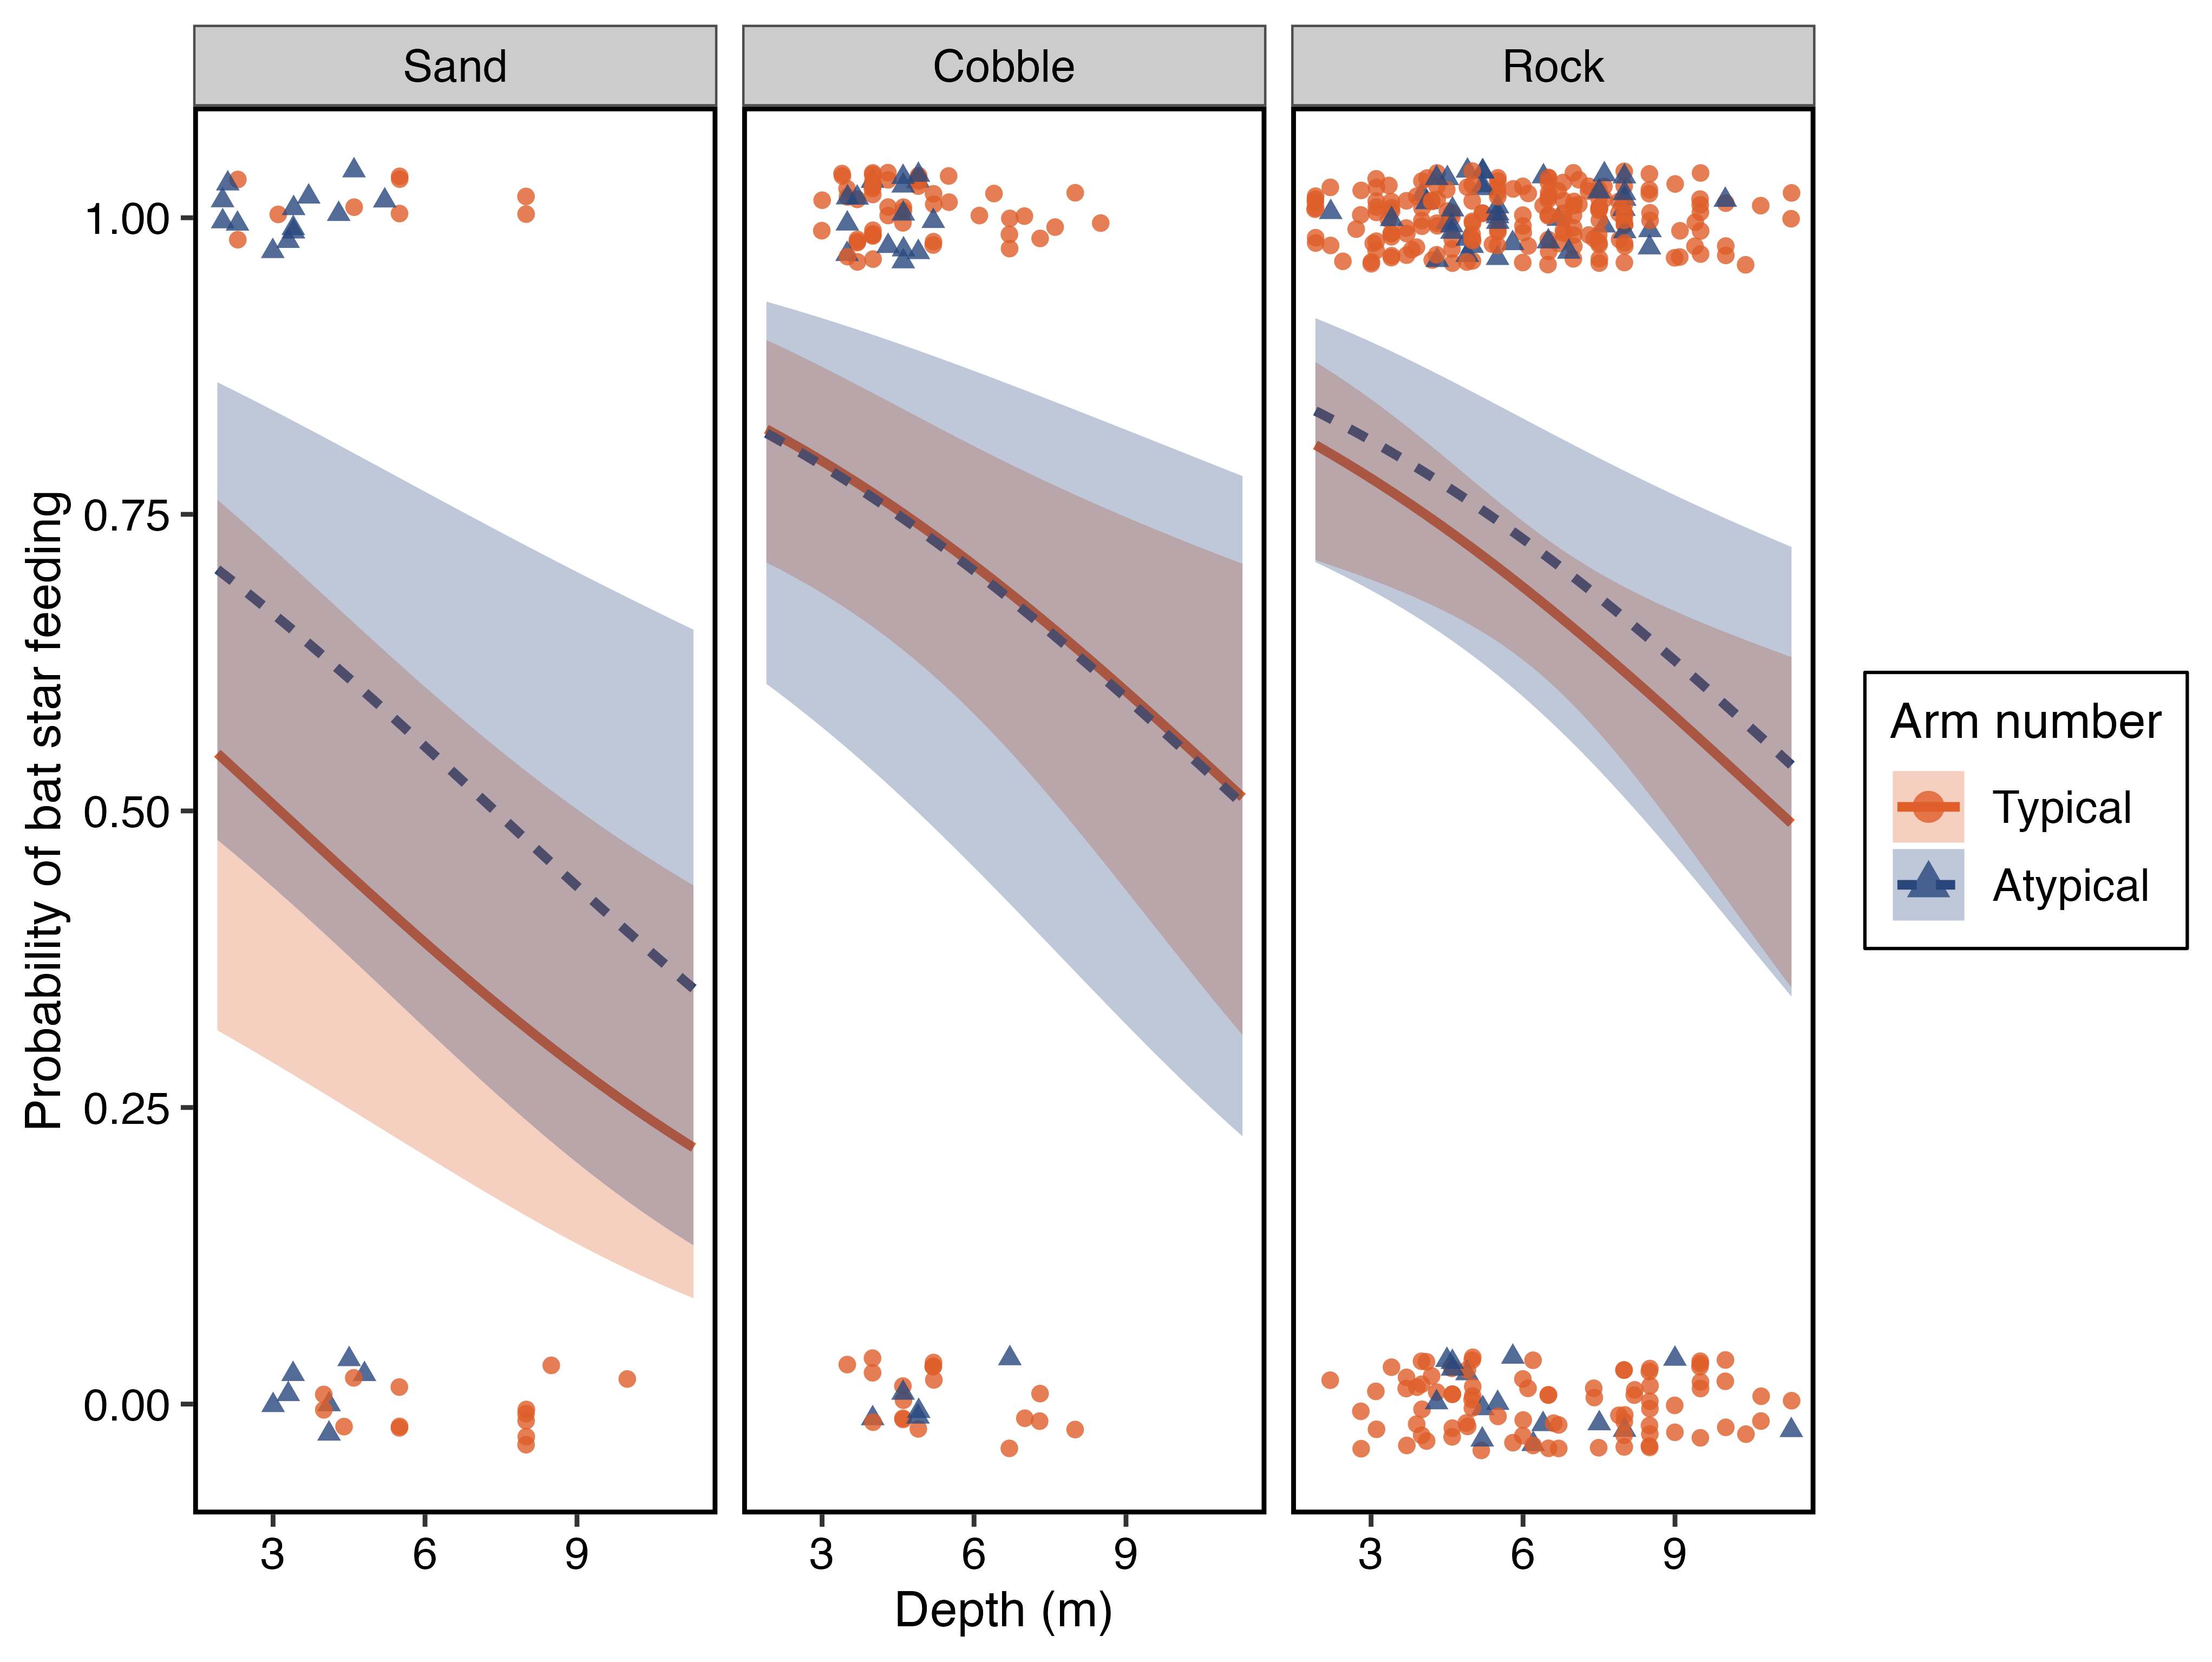 Sand
Cobble
Rock
Probability of bat star feeding
1.00
0.75
0.50
0.25
0.00
3 6 9
3 6 9
3 6 9
Depth (m)
Arm number
Typical
Atypical